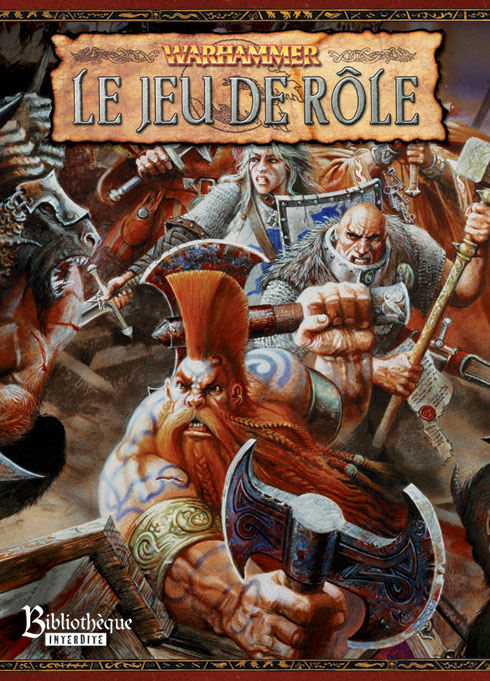 WARHAMMER
LE JEU DE RÔLE
Bibliothèque
INTERDITE